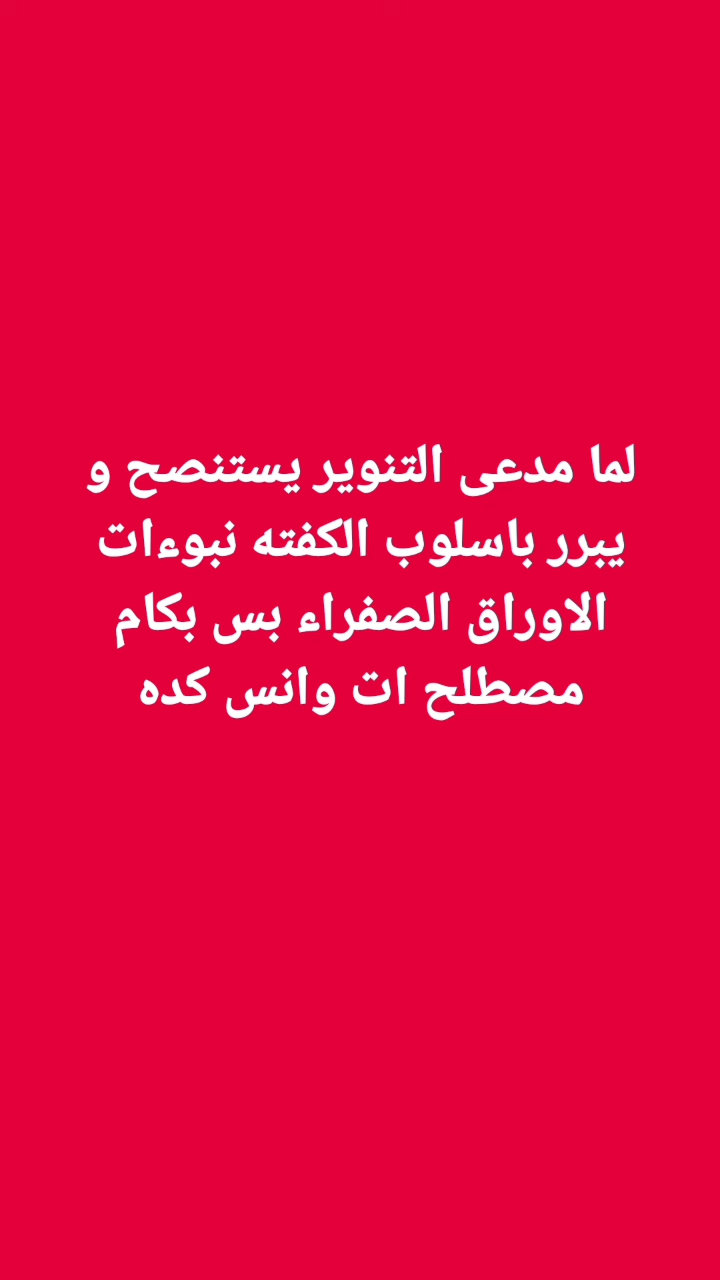 لما مدعى التنوير يستنصح و
يبرر باسلوب الكفته نبوءات
الاوراق الصفراء بس بكام
مصطلح ات وانس كده